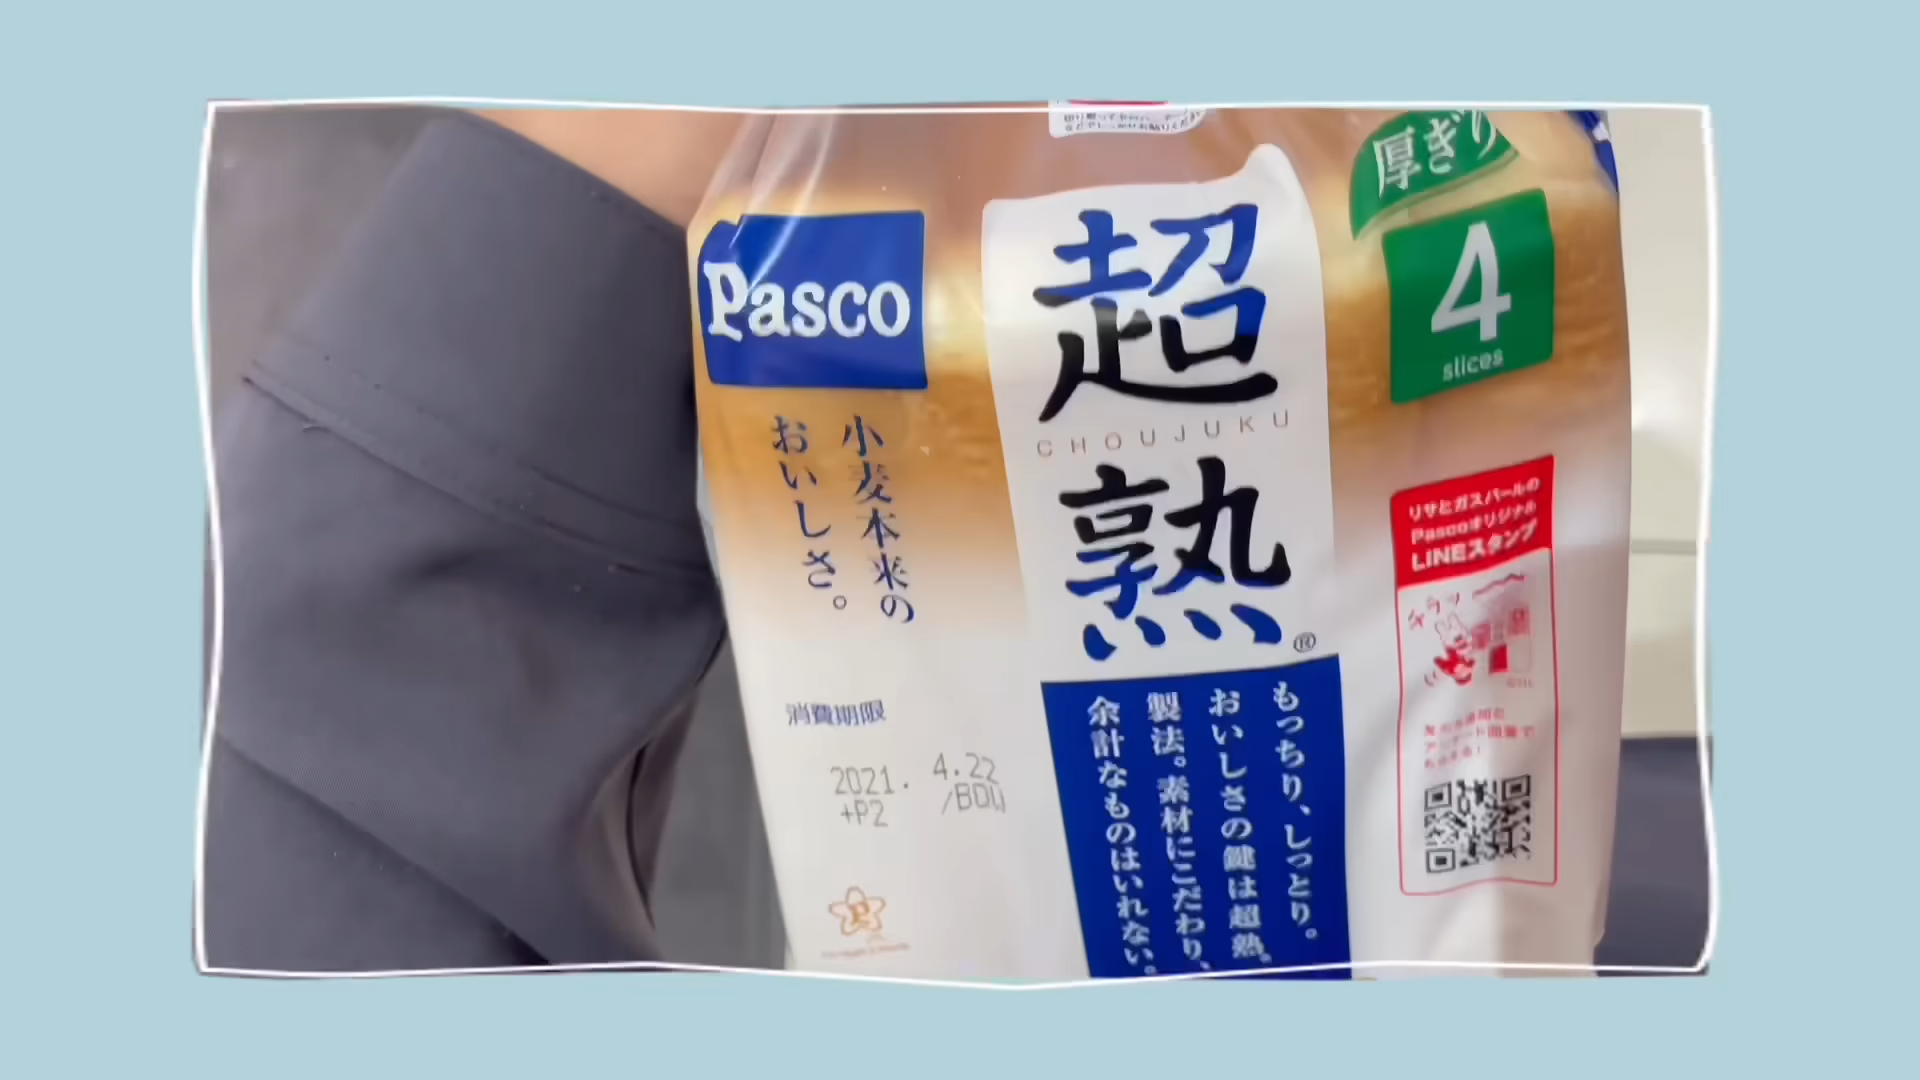 厚ぎり
4
slices
Pasco
超熟
CHOUJUKU
®
小麦本来の
おいしさ。
リサとガスパールの
Pascoオリジナル
LINEスタンプ
もっちり、しっとり。
おいしさの鍵は超熟
製法。素材にこだわり、
余計なものはいれない。
消費期限
2021. 4.22
+P2 /BDW